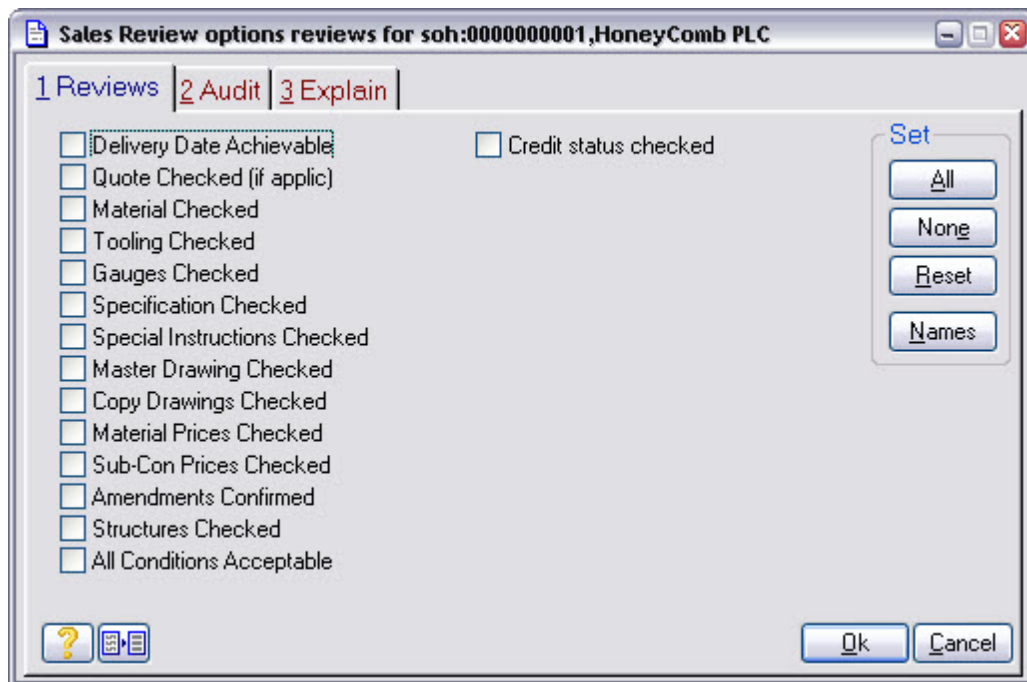 Sales Review options reviews for soh:0000000001,HoneyComb PLC
1 Reviews 2 Audit 3 Explain
Delivery Date Achievable
Quote Checked (if applic)
Material Checked
Tooling Checked
Gauges Checked
Specification Checked
Special Instructions Checked
Master Drawing Checked
Copy Drawings Checked
Material Prices Checked
Sub-Con Prices Checked
Amendments Confirmed
Structures Checked
All Conditions Acceptable
Credit status checked
Set
All
None
Reset
Names
?
Ok Cancel